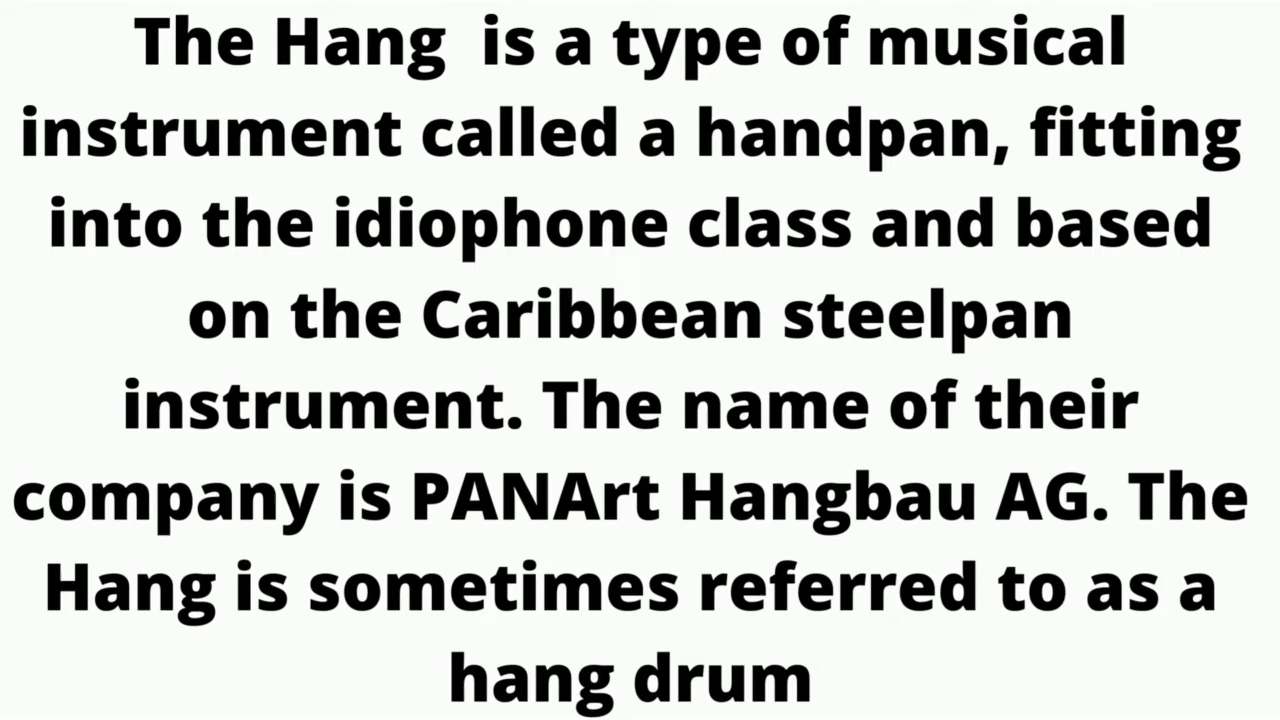 The Hang  is a type of musical
instrument called a handpan, fitting
into the idiophone class and based
on the Caribbean steelpan
instrument. The name of their
company is PANArt Hangbau AG. The
Hang is sometimes referred to as a
hang drum